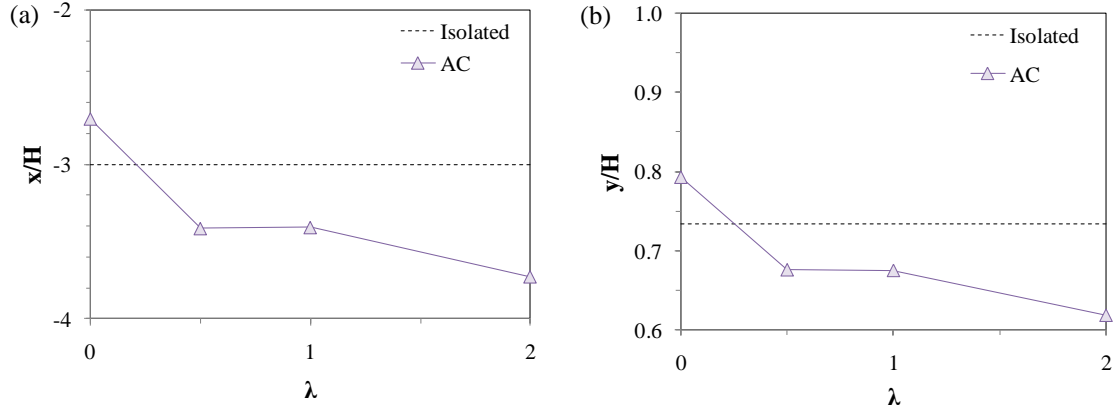 (a)
-2
Isolated
AC
x/H
-3
-4
0
1
2
λ
(b)
1.0
Isolated
AC
0.9
0.8
y/H
0.7
0.6
0
1
2
λ